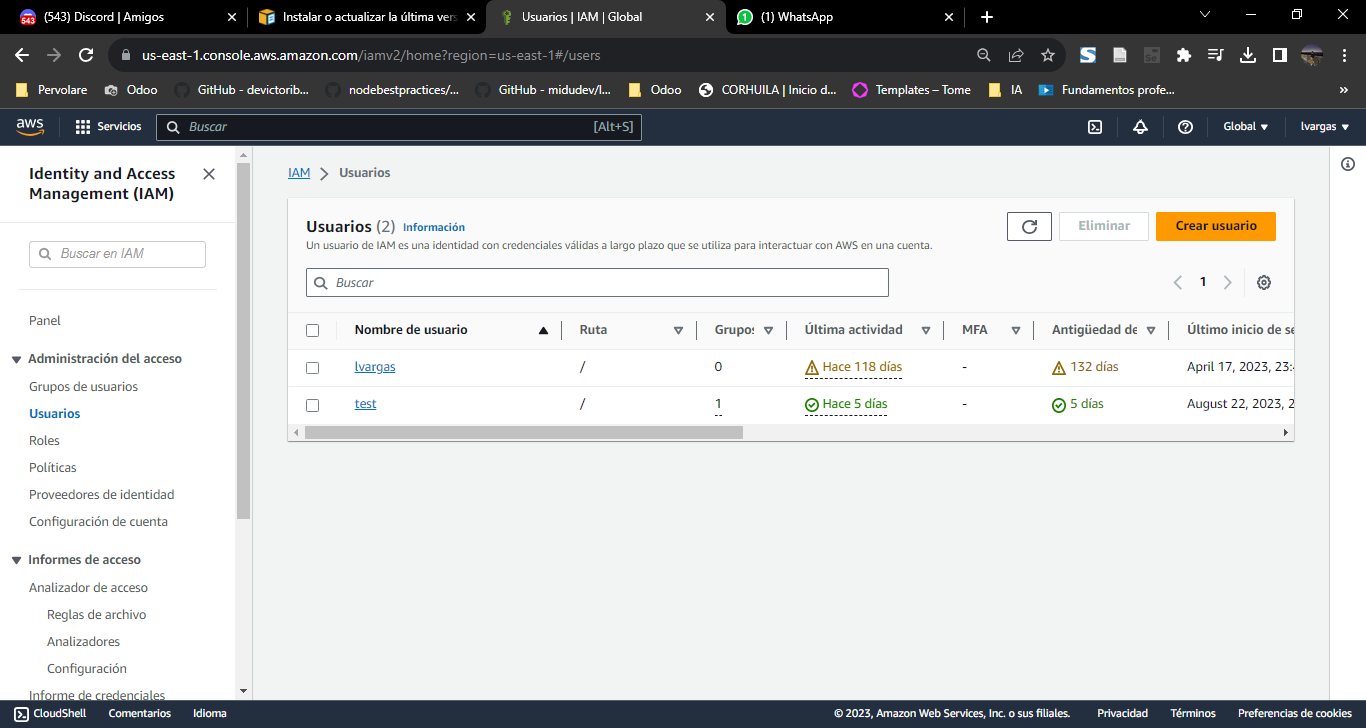 543 (543) Discord | Amigos
Instalar o actualizar la última vers
Usuarios | IAM | Global
1 (1) WhatsApp
us-east-1.console.aws.amazon.com/iamv2/home?region=us-east-1#/users
Pervolare
Odoo
GitHub - devictorib...
nodebestpractices/...
GitHub - midudev/l...
Odoo
CORHUILA | Inicio d...
Templates – Tome
IA
Fundamentos profe...
»
aws
Servicios
Buscar
[Alt+S]
Global
lvargas
Identity and Access
Management (IAM)
Buscar en IAM
Panel
Administración del acceso
Grupos de usuarios
Usuarios
Roles
Políticas
Proveedores de identidad
Configuración de cuenta
Informes de acceso
Analizador de acceso
Reglas de archivo
Analizadores
Configuración
Informe de credenciales
IAM > Usuarios
Usuarios (2) Información
Un usuario de IAM es una identidad con credenciales válidas a largo plazo que se utiliza para interactuar con AWS en una cuenta.
Eliminar
Crear usuario
Buscar
1
Nombre de usuario Ruta Grupos Última actividad MFA Antigüedad de Último inicio de se
lvargas / 0 Hace 118 días - 132 días April 17, 2023, 23:4
test / 1 Hace 5 días - 5 días August 22, 2023, 2
CloudShell Comentarios Idioma
© 2023, Amazon Web Services, Inc. o sus filiales. Privacidad Términos Preferencias de cookies